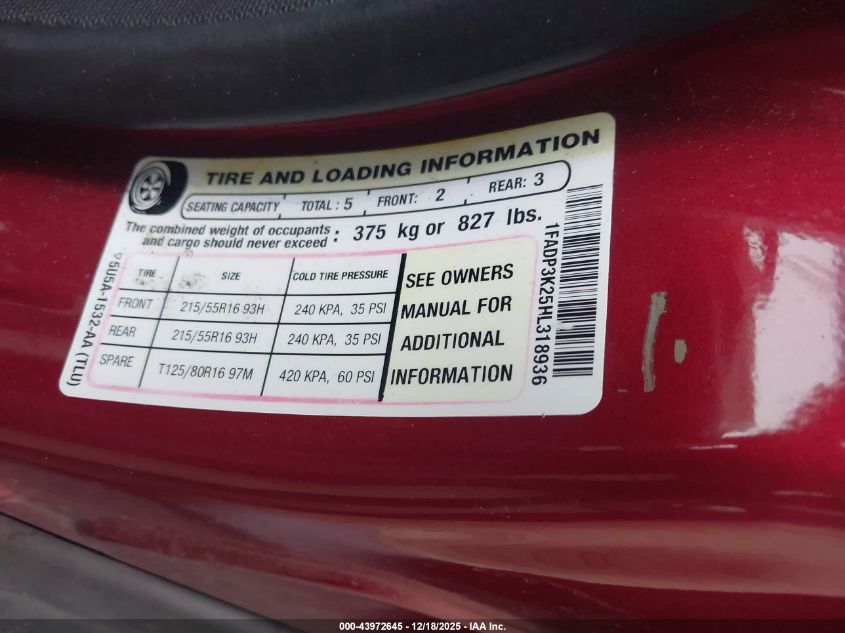 TIRE AND LOADING INFORMATION
SEATING CAPACITY TOTAL : 5 FRONT: 2 REAR: 3
The combined weight of occupants and cargo should never exceed : 375 kg or 827 lbs.
TIRE SIZE COLD TIRE PRESSURE
FRONT 215/55R16 93H 240 KPA, 35 PSI
REAR 215/55R16 93H 240 KPA, 35 PSI
SPARE T125/80R16 97M 420 KPA, 60 PSI
SEE OWNERS
MANUAL FOR
ADDITIONAL
INFORMATION
5U5A-1532-AA (TLU)
1FADP3K25HL318936
000-43972645 - 12/18/2025 - IAA Inc.